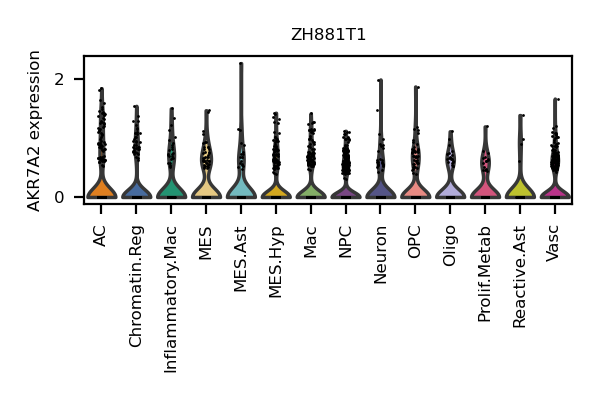 ZH881T1
AKR7A2 expression
2
0
AC
Chromatin.Reg
Inflammatory.Mac
MES
MES.Ast
MES.Hyp
Mac
NPC
Neuron
OPC
Oligo
Prolif.Metab
Reactive.Ast
Vasc